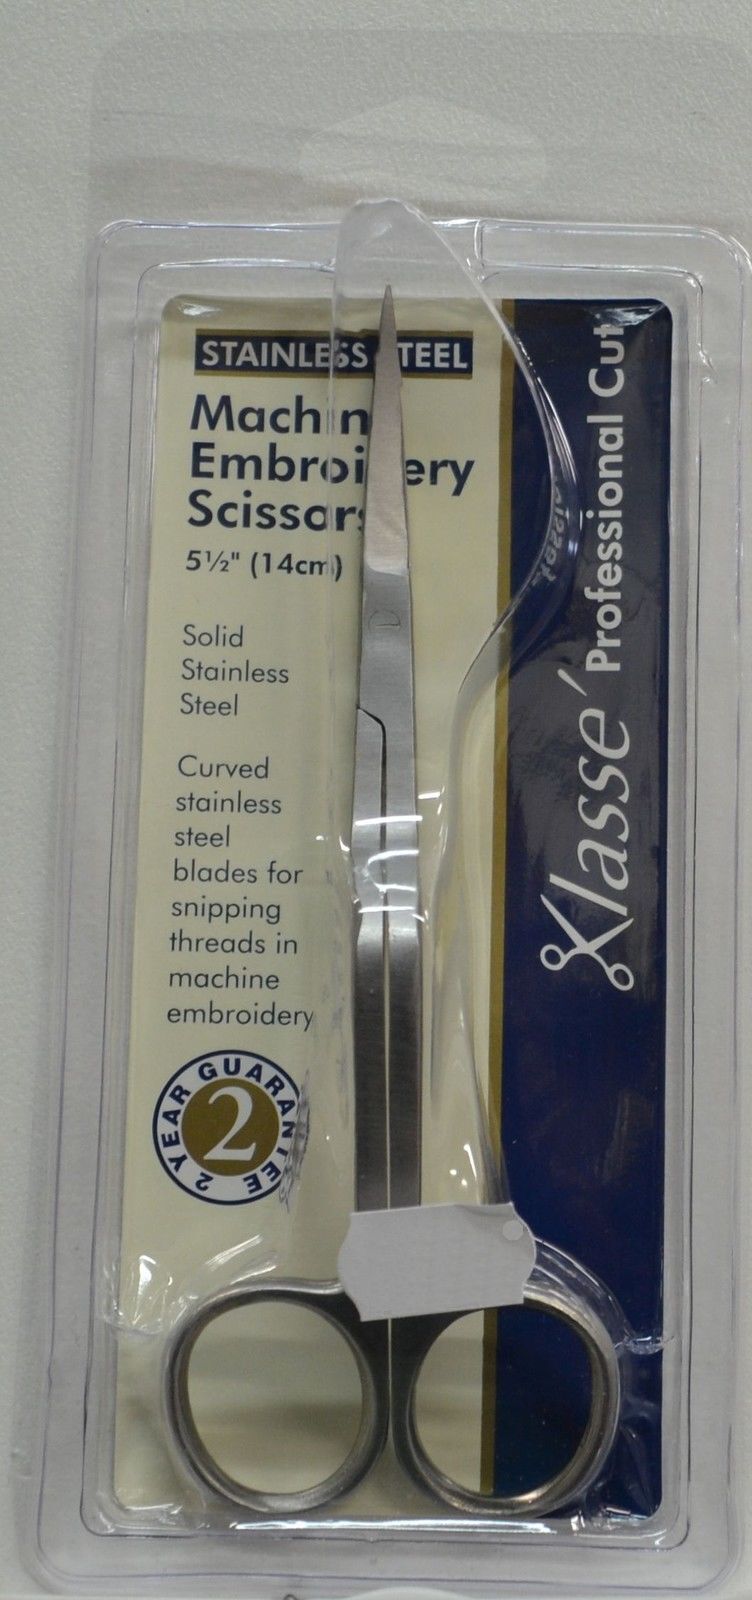 STAINLESS STEEL
Machine
Embroidery
Scissors
5½" (14cm)
Solid
Stainless
Steel
Curved
stainless
steel
blades for
snipping
threads in
machine
embroidery
2 YEAR GUARANTEE
2
Klassé Professional Cut